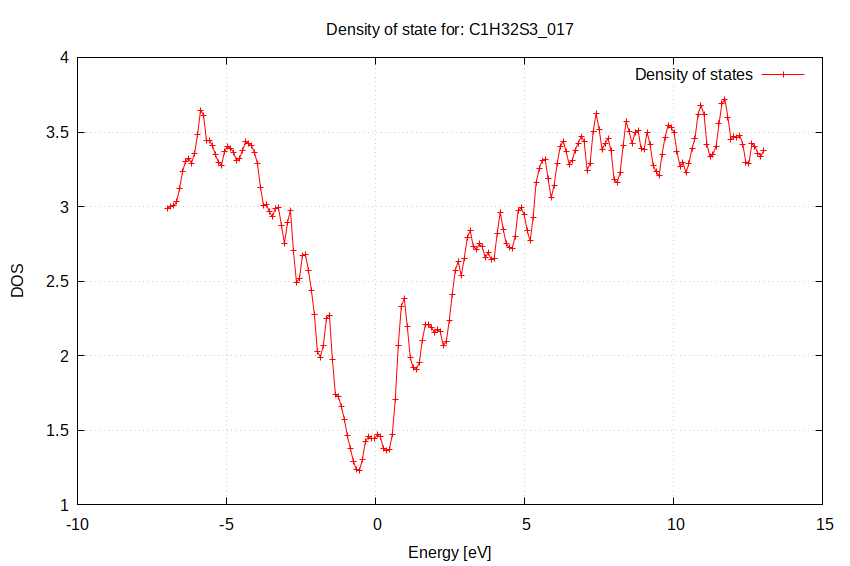 Density of state for: C1H32S3_017
Density of states
4
3.5
3
2.5
2
1.5
1
DOS
-10 -5 0 5 10 15
Energy [eV]